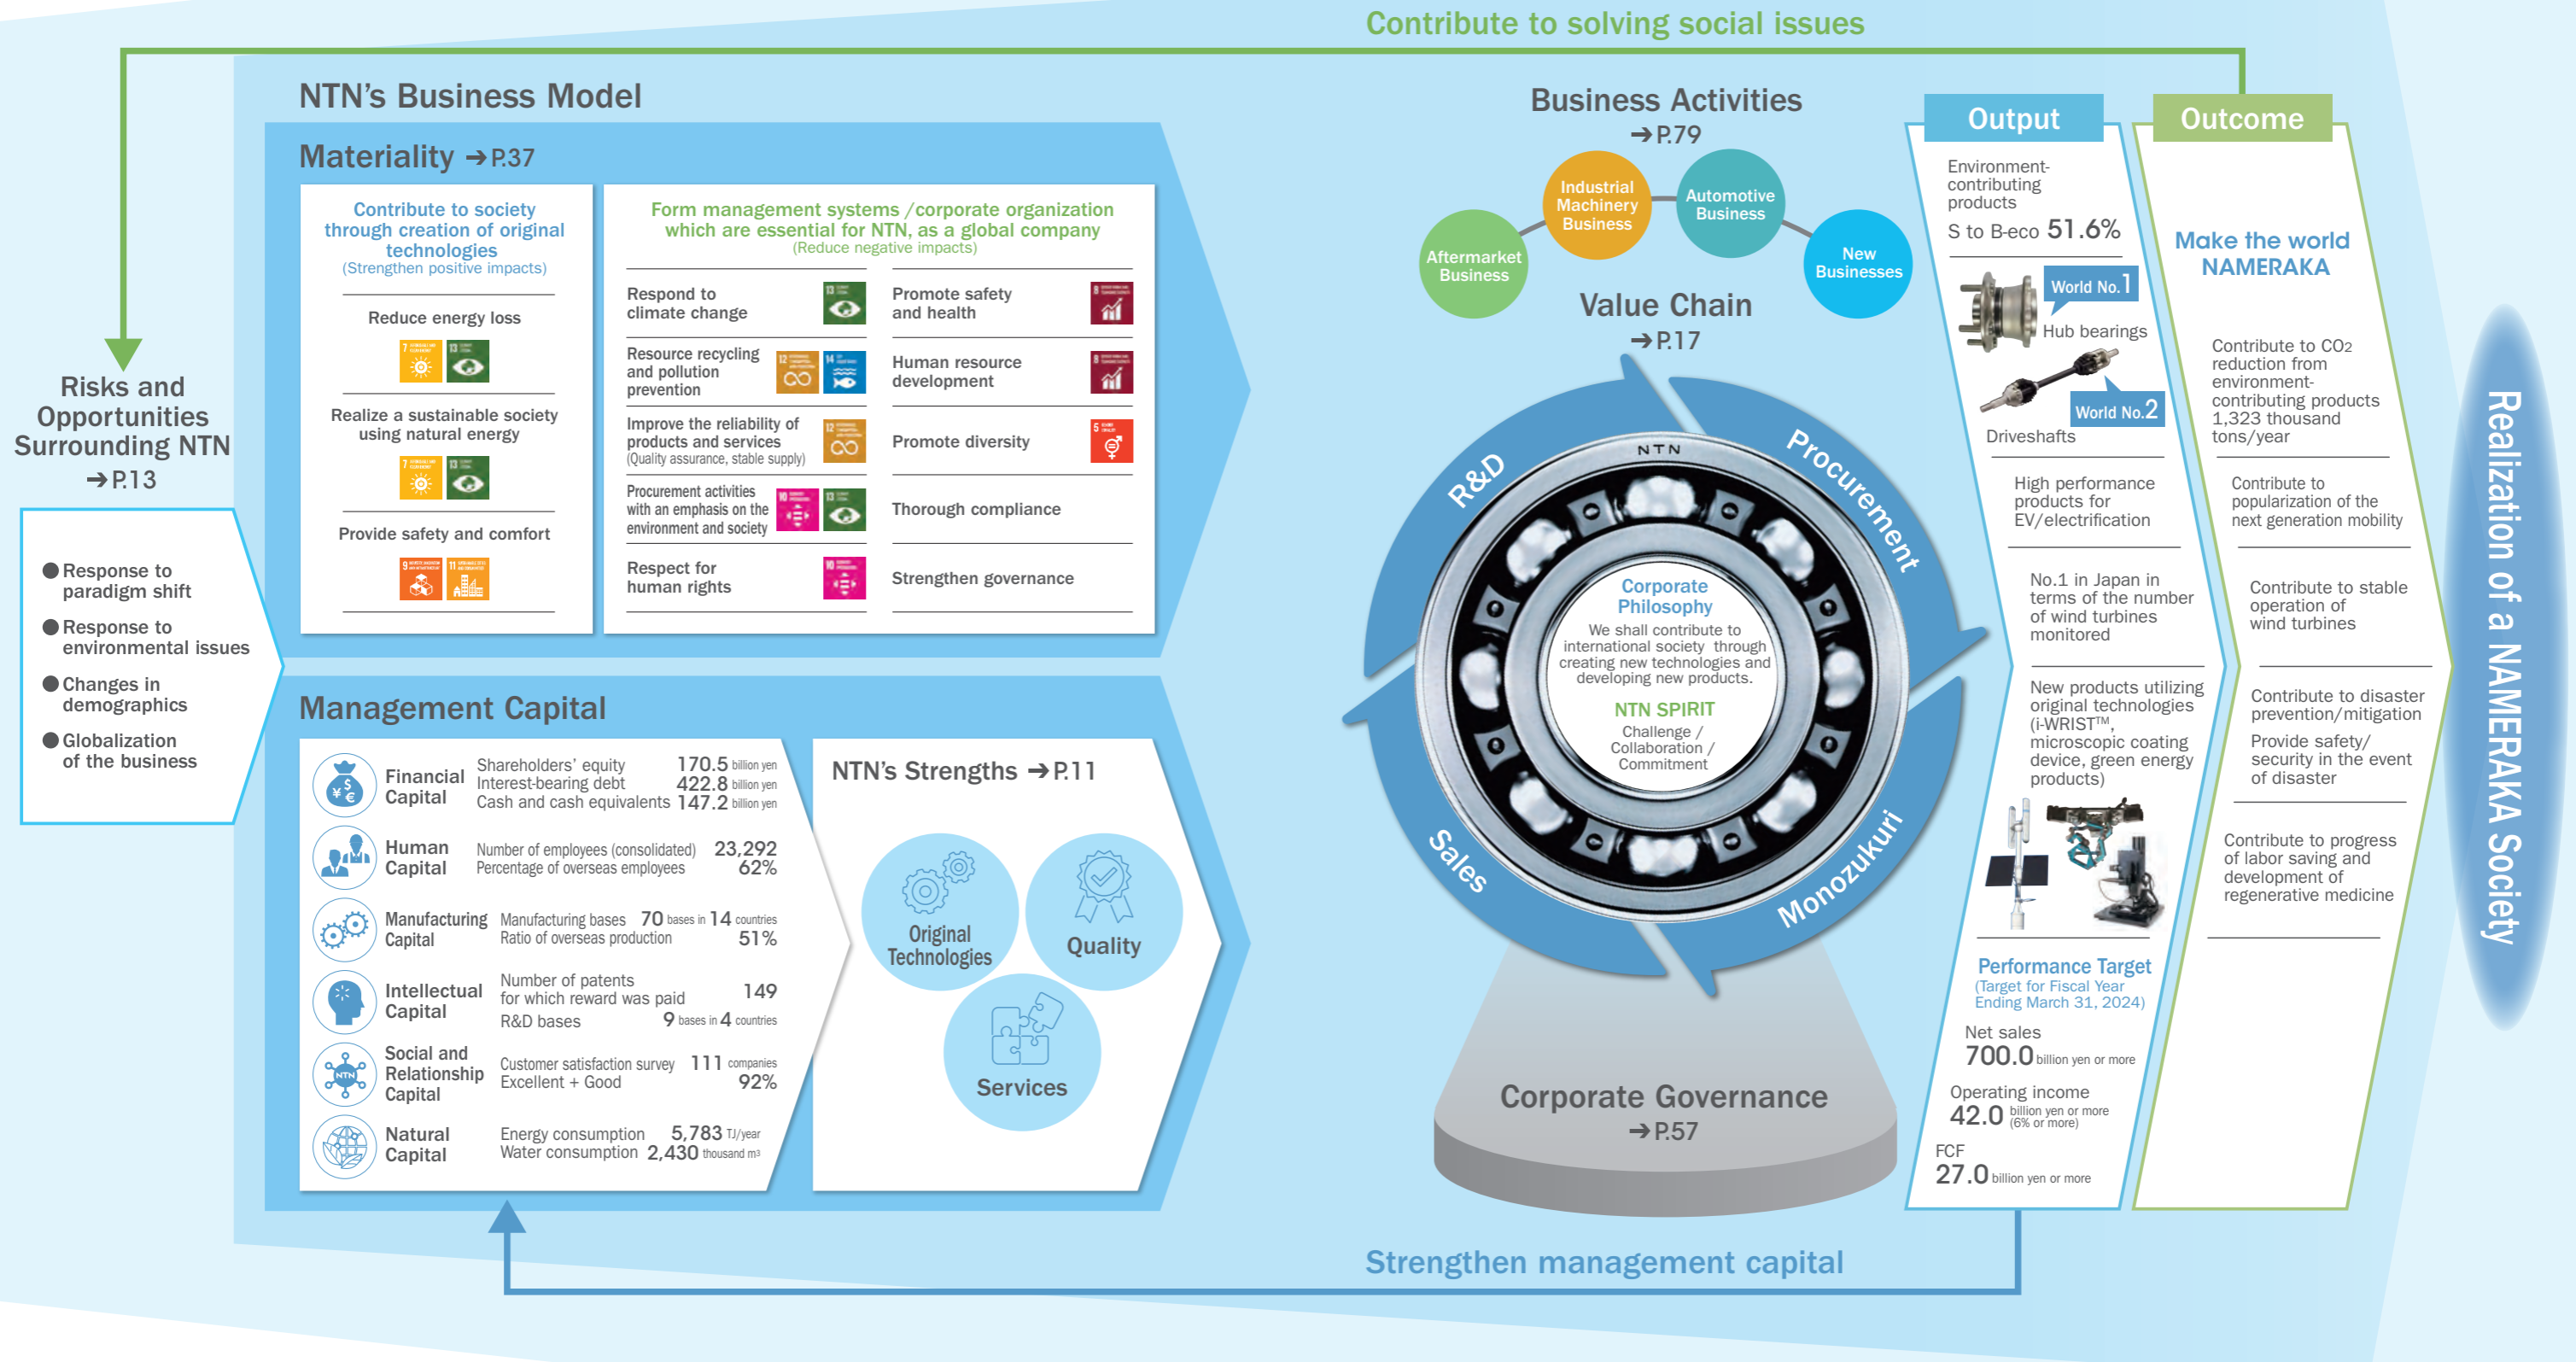 Contribute to solving social issues
Risks and
Opportunities
Surrounding NTN
➔ P.13
● Response to
paradigm shift
● Response to
environmental issues
● Changes in
demographics
● Globalization
of the business
NTN's Business Model
Materiality ➔ P.37
Contribute to society
through creation of original
technologies
(Strengthen positive impacts)
Reduce energy loss
7
13
Realize a sustainable society
using natural energy
7
13
Provide safety and comfort
9
11
Form management systems /corporate organization
which are essential for NTN, as a global company
(Reduce negative impacts)
Respond to
climate change
13
Resource recycling
and pollution
prevention
12
14
Improve the reliability of
products and services
(Quality assurance, stable supply)
12
Procurement activities
with an emphasis on the
environment and society
10
13
Respect for
human rights
10
Promote safety
and health
8
Human resource
development
8
Promote diversity
5
Thorough compliance
Strengthen governance
Management Capital
Financial
Capital
Shareholders' equity 170.5 billion yen
Interest-bearing debt 422.8 billion yen
Cash and cash equivalents 147.2 billion yen
Human
Capital
Number of employees (consolidated) 23,292
Percentage of overseas employees 62%
Manufacturing
Capital
Manufacturing bases 70 bases in 14 countries
Ratio of overseas production 51%
Intellectual
Capital
Number of patents
for which reward was paid 149
R&D bases 9 bases in 4 countries
NTN
Social and
Relationship
Capital
Customer satisfaction survey 111 companies
Excellent + Good 92%
Natural
Capital
Energy consumption 5,783 TJ/year
Water consumption 2,430 thousand m³
NTN's Strengths ➔ P.11
Original
Technologies
Quality
Services
Business Activities
➔ P.79
Aftermarket
Business
Industrial
Machinery
Business
Automotive
Business
New
Businesses
Value Chain
➔ P.17
R&D
Procurement
Monozukuri
Sales
NTN
Corporate
Philosophy
We shall contribute to
international society through
creating new technologies and
developing new products.
NTN SPIRIT
Challenge /
Collaboration /
Commitment
Corporate Governance
➔ P.57
Output
Environment-
contributing
products
S to B-eco 51.6%
World No.1
Hub bearings
World No.2
Driveshafts
High performance
products for
EV/electrification
No.1 in Japan in
terms of the number
of wind turbines
monitored
New products utilizing
original technologies
(i-WRIST™,
microscopic coating
device, green energy
products)
Performance Target
(Target for Fiscal Year
Ending March 31, 2024)
Net sales
700.0 billion yen or more
Operating income
42.0 billion yen or more
(6% or more)
FCF
27.0 billion yen or more
Outcome
Make the world
NAMERAKA
Contribute to CO2
reduction from
environment-
contributing products
1,323 thousand
tons/year
Contribute to
popularization of the
next generation mobility
Contribute to stable
operation of
wind turbines
Contribute to disaster
prevention/mitigation
Provide safety/
security in the event
of disaster
Contribute to progress
of labor saving and
development of
regenerative medicine
Realization of a NAMERAKA Society
Strengthen management capital